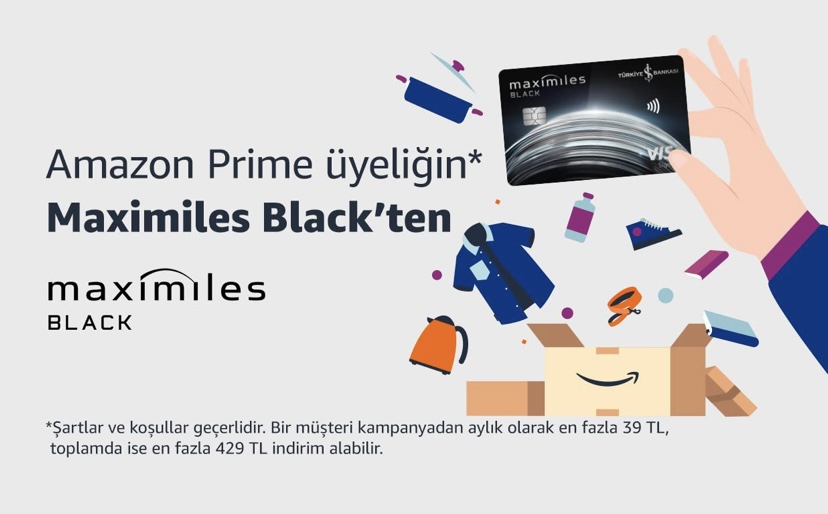 maximiles
BLACK
TÜRKİYE İŞ BANKASI
VIS
Amazon Prime üyeliğin*
Maximiles Black’ten
maximiles
BLACK
*Şartlar ve koşullar geçerlidir. Bir müşteri kampanyadan aylık olarak en fazla 39 TL,
toplamda ise en fazla 429 TL indirim alabilir.